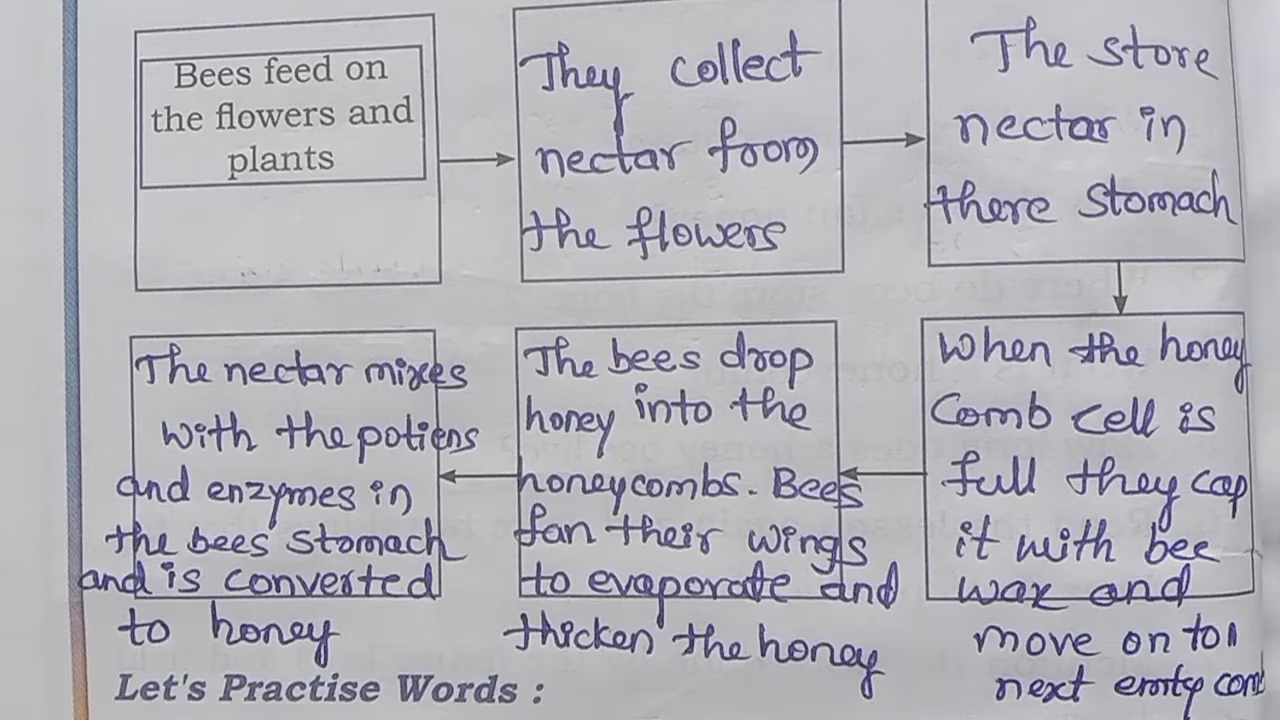 Bees feed on
the flowers and
plants
They collect
nectar from
the flowers
The store
nectar in
there stomach
When the honey
comb cell is
full they cap
it with bee
wax and
move on to
next emty comb
The bees drop
honey into the
honeycombs. Bees
fan their wings
to evaporate and
thicken the honey
The nectar mixes
with the potiens
and enzymes in
the bees stomach
and is converted
to honey
Let's Practise Words :